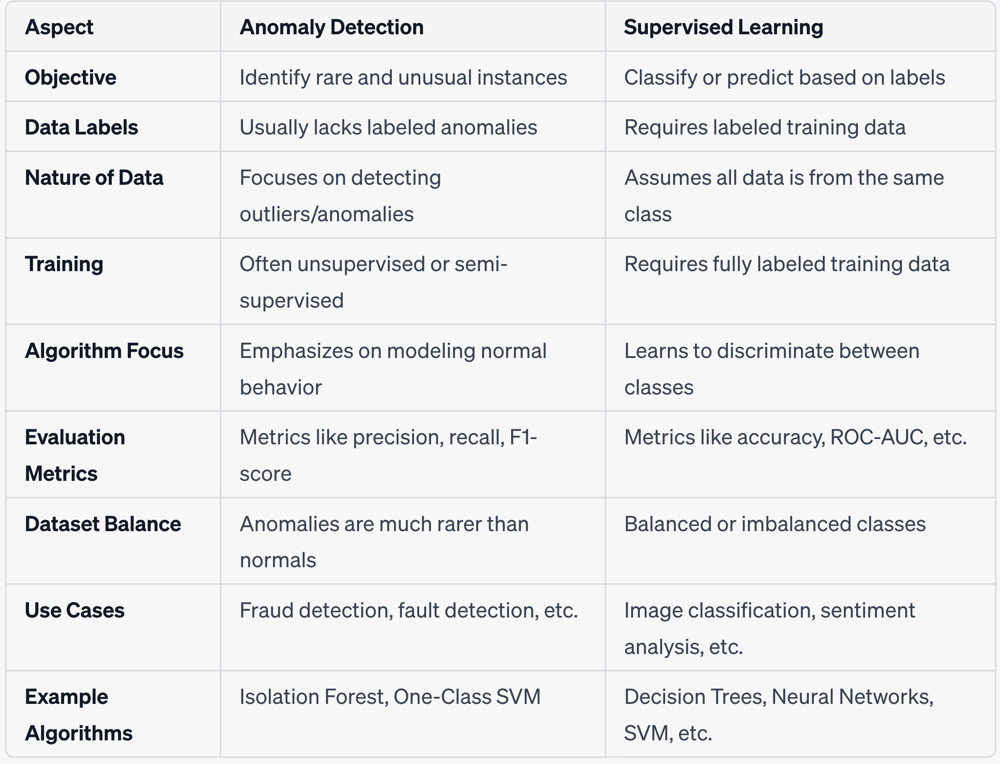 Aspect
Anomaly Detection
Supervised Learning
Objective
Identify rare and unusual instances
Classify or predict based on labels
Data Labels
Usually lacks labeled anomalies
Requires labeled training data
Nature of Data
Focuses on detecting
outliers/anomalies
Assumes all data is from the same
class
Training
Often unsupervised or semi-
supervised
Requires fully labeled training data
Algorithm Focus
Emphasizes on modeling normal
behavior
Learns to discriminate between
classes
Evaluation
Metrics
Metrics like precision, recall, F1-
score
Metrics like accuracy, ROC-AUC, etc.
Dataset Balance
Anomalies are much rarer than
normals
Balanced or imbalanced classes
Use Cases
Fraud detection, fault detection, etc.
Image classification, sentiment
analysis, etc.
Example
Algorithms
Isolation Forest, One-Class SVM
Decision Trees, Neural Networks,
SVM, etc.